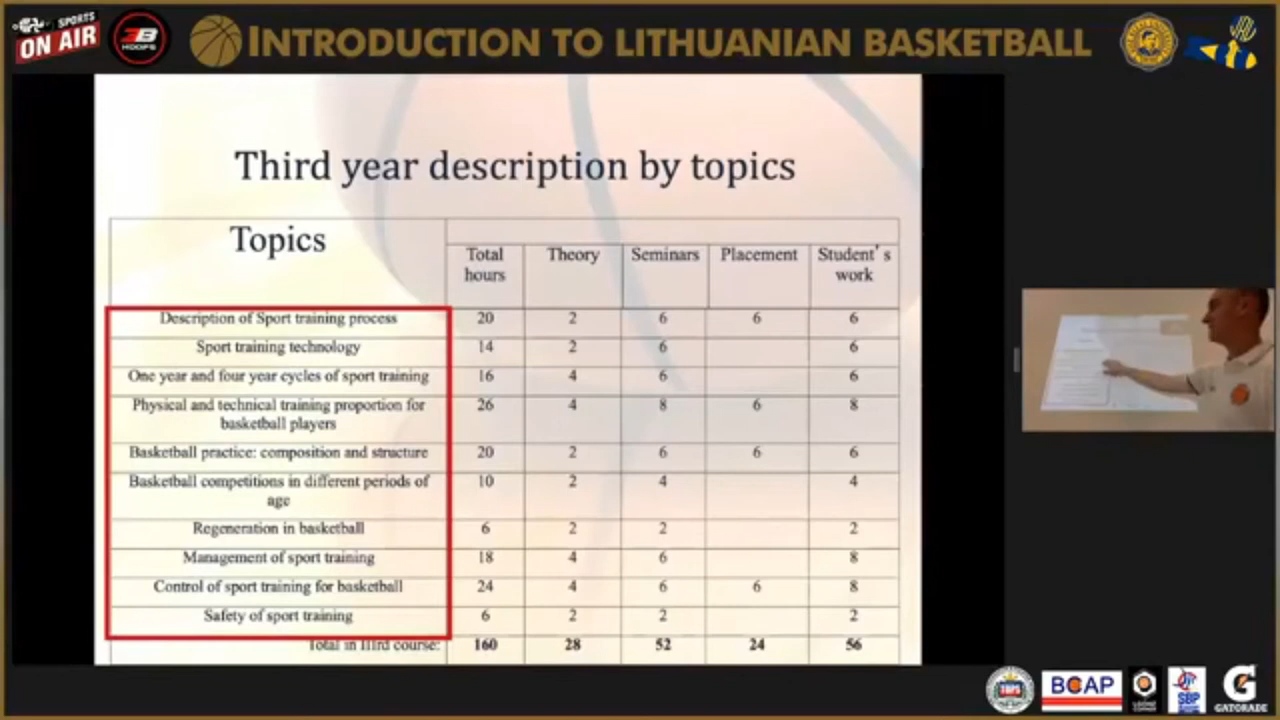 SPORTS
ON AIR
3B
HOOPS
INTRODUCTION TO LITHUANIAN BASKETBALL
Third year description by topics
Topics
Total hours Theory Seminars Placement Student's work
Description of Sport training process 20 2 6 6 6
Sport training technology 14 2 6 6
One year and four year cycles of sport training 16 4 6 6
Physical and technical training proportion for
basketball players 26 4 8 6 8
Basketball practice: composition and structure 20 2 6 6 6
Basketball competitions in different periods of
age 10 2 4 4
Regeneration in basketball 6 2 2 2
Management of sport training 18 4 6 8
Control of sport training for basketball 24 4 6 6 8
Safety of sport training 6 2 2 2
Total in IIIrd course: 160 28 52 24 56
TOPS
BCAP
SBP
GATORADE